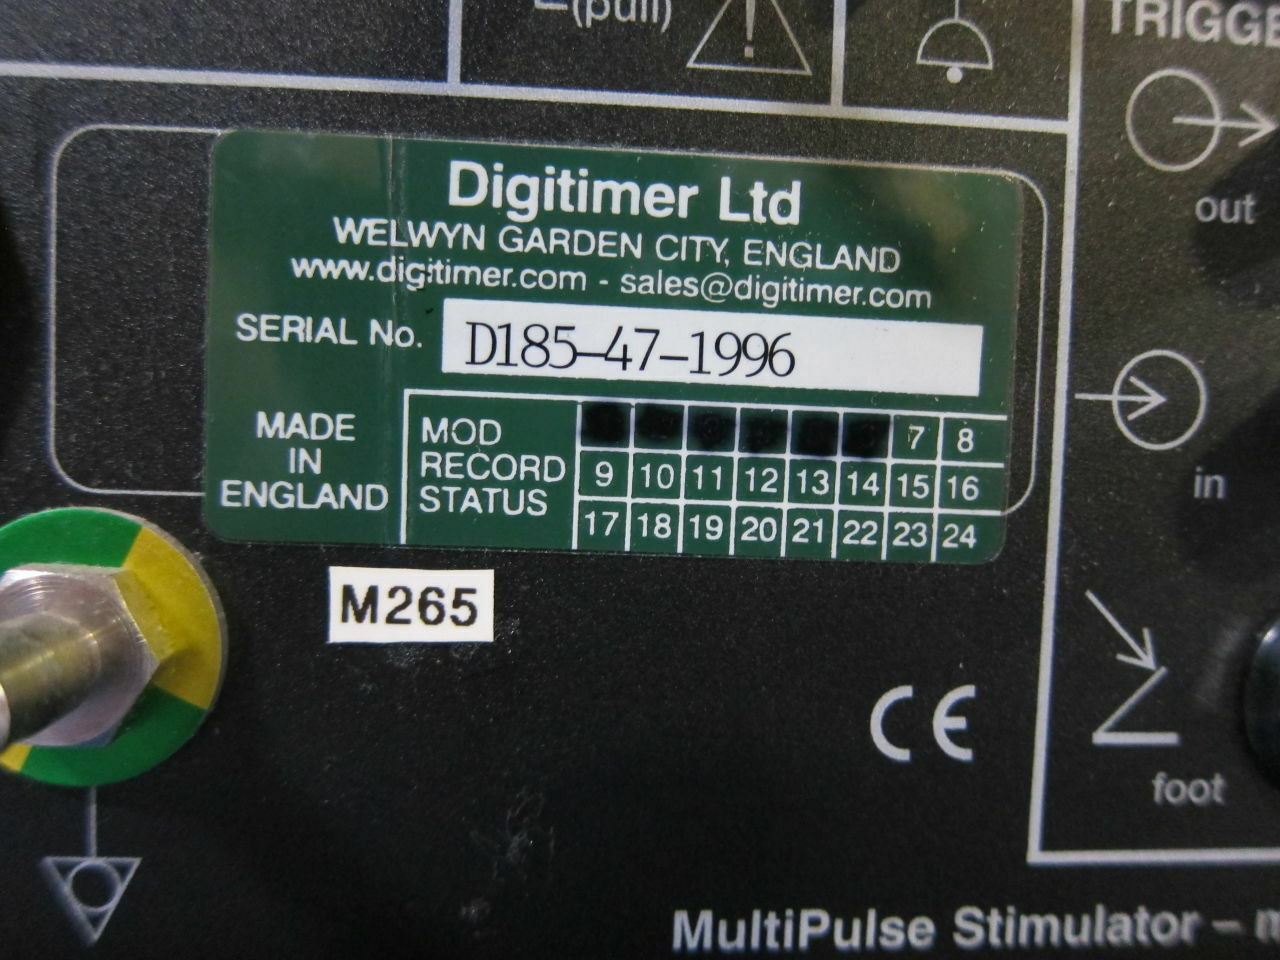 (pull)
TRIGGE
out
Digitimer Ltd
WELWYN GARDEN CITY, ENGLAND
www.digitimer.com - sales@digitimer.com
SERIAL No. D185-47-1996
MADE
IN
ENGLAND
MOD
RECORD
STATUS
7 8
9 10 11 12 13 14 15 16
17 18 19 20 21 22 23 24
in
M265
CE
foot
MultiPulse Stimulator –